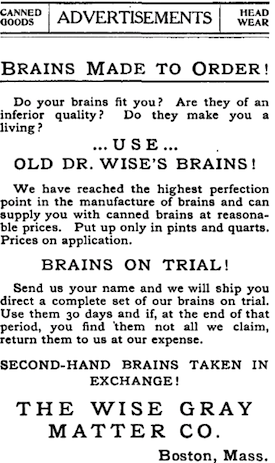 CANNED GOODS | ADVERTISEMENTS | HEAD WEAR
BRAINS MADE TO ORDER!
Do your brains fit you? Are they of an
inferior quality? Do they make you a
living?
...USE...
OLD DR. WISE'S BRAINS!
We have reached the highest perfection
point in the manufacture of brains and can
supply you with canned brains at reasona-
ble prices. Put up only in pints and quarts.
Prices on application.
BRAINS ON TRIAL!
Send us your name and we will ship you
direct a complete set of our brains on trial.
Use them 30 days and if, at the end of that
period, you find 'them not all we claim,
return them to us at our expense.
SECOND-HAND BRAINS TAKEN IN
EXCHANGE!
THE WISE GRAY
MATTER CO.
Boston, Mass.